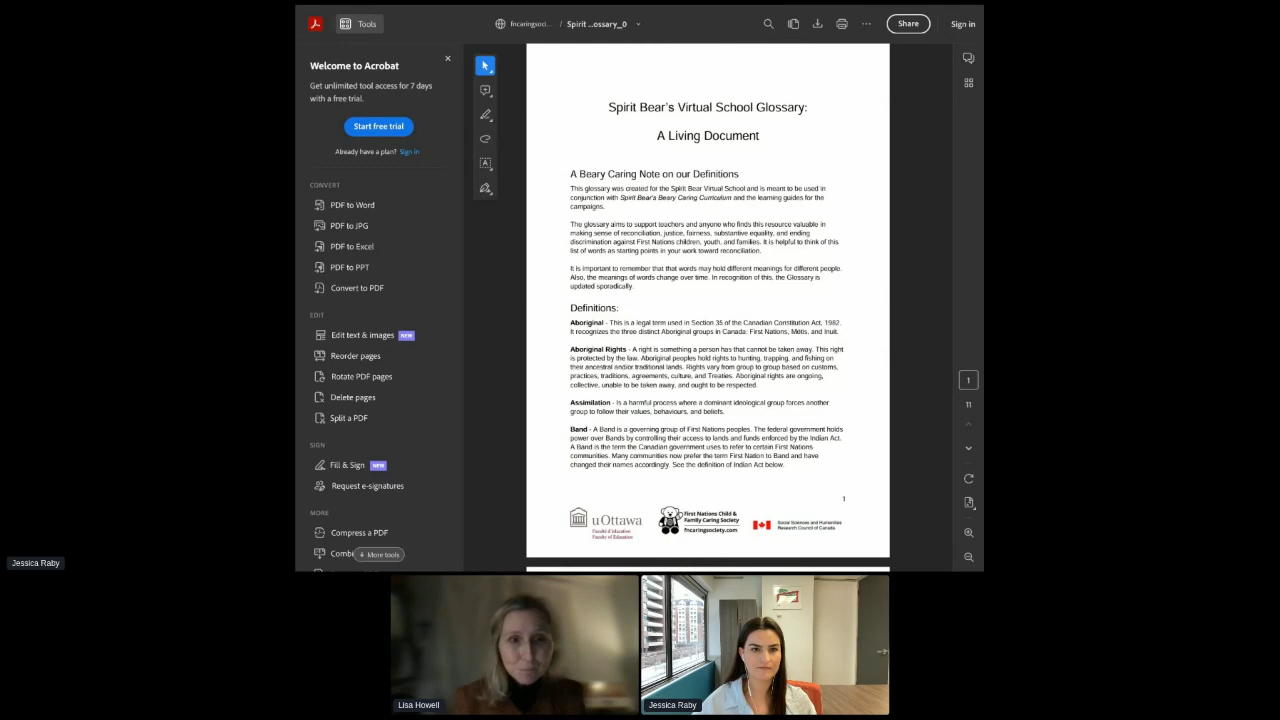 Tools
fncaringsoci... / Spirit ...ossary_0
Share
Sign in
Welcome to Acrobat
Get unlimited tool access for 7 days
with a free trial.
Start free trial
Already have a plan? Sign in
CONVERT
PDF to Word
PDF to JPG
PDF to Excel
PDF to PPT
Convert to PDF
EDIT
Edit text & images NEW
Reorder pages
Rotate PDF pages
Delete pages
Split a PDF
SIGN
Fill & Sign NEW
Request e-signatures
MORE
Compress a PDF
Combi
More tools
Spirit Bear's Virtual School Glossary:
A Living Document
A Beary Caring Note on our Definitions
This glossary was created for the Spirit Bear Virtual School and is meant to be used in
conjunction with Spirit Bear's Beary Caring Curriculum and the learning guides for the
campaigns.
The glossary aims to support teachers and anyone who finds this resource valuable in
making sense of reconciliation, justice, fairness, substantive equality, and ending
discrimination against First Nations children, youth, and families. It is helpful to think of this
list of words as starting points in your work toward reconciliation.
It is important to remember that that words may hold different meanings for different people.
Also, the meanings of words change over time. In recognition of this, the Glossary is
updated sporadically.
Definitions:
Aboriginal - This is a legal term used in Section 35 of the Canadian Constitution Act, 1982.
It recognizes the three distinct Aboriginal groups in Canada: First Nations, Métis, and Inuit.
Aboriginal Rights - A right is something a person has that cannot be taken away. This right
is protected by the law. Aboriginal peoples hold rights to hunting, trapping, and fishing on
their ancestral and/or traditional lands. Rights vary from group to group based on customs,
practices, traditions, agreements, culture, and Treaties. Aboriginal rights are ongoing,
collective, unable to be taken away, and ought to be respected.
Assimilation - Is a harmful process where a dominant ideological group forces another
group to follow their values, behaviours, and beliefs.
Band - A Band is a governing group of First Nations peoples. The federal government holds
power over Bands by controlling their access to lands and funds enforced by the Indian Act.
A Band is the term the Canadian government uses to refer to certain First Nations
communities. Many communities now prefer the term First Nation to Band and have
changed their names accordingly. See the definition of Indian Act below.
1
uOttawa
Faculté d'éducation
Faculty of Education
First Nations Child &
Family Caring Society
fncaringsociety.com
Social Sciences and Humanities
Research Council of Canada
1
11
Jessica Raby
Lisa Howell
Jessica Raby